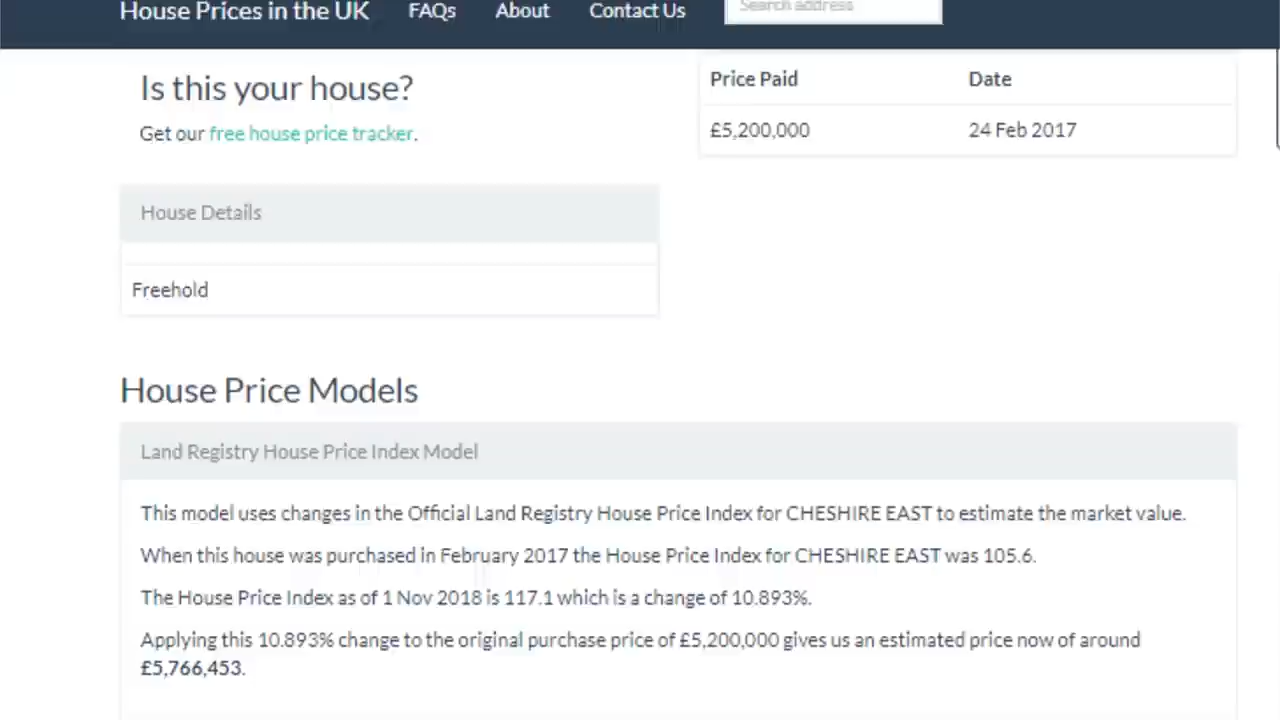 House Prices in the UK FAQs About Contact Us Search address
Is this your house?
Get our free house price tracker.
Price Paid Date
£5,200,000 24 Feb 2017
House Details
Freehold
House Price Models
Land Registry House Price Index Model
This model uses changes in the Official Land Registry House Price Index for CHESHIRE EAST to estimate the market value.
When this house was purchased in February 2017 the House Price Index for CHESHIRE EAST was 105.6.
The House Price Index as of 1 Nov 2018 is 117.1 which is a change of 10.893%.
Applying this 10.893% change to the original purchase price of £5,200,000 gives us an estimated price now of around
£5,766,453.